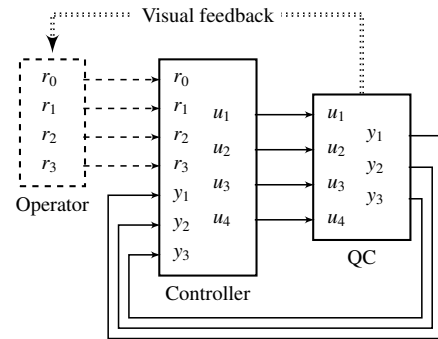 Visual feedback
r0
r1
r2
r3
Operator
r0
r1
r2
r3
y1
y2
y3
u1
u2
u3
u4
Controller
u1
u2
u3
u4
y1
y2
y3
QC